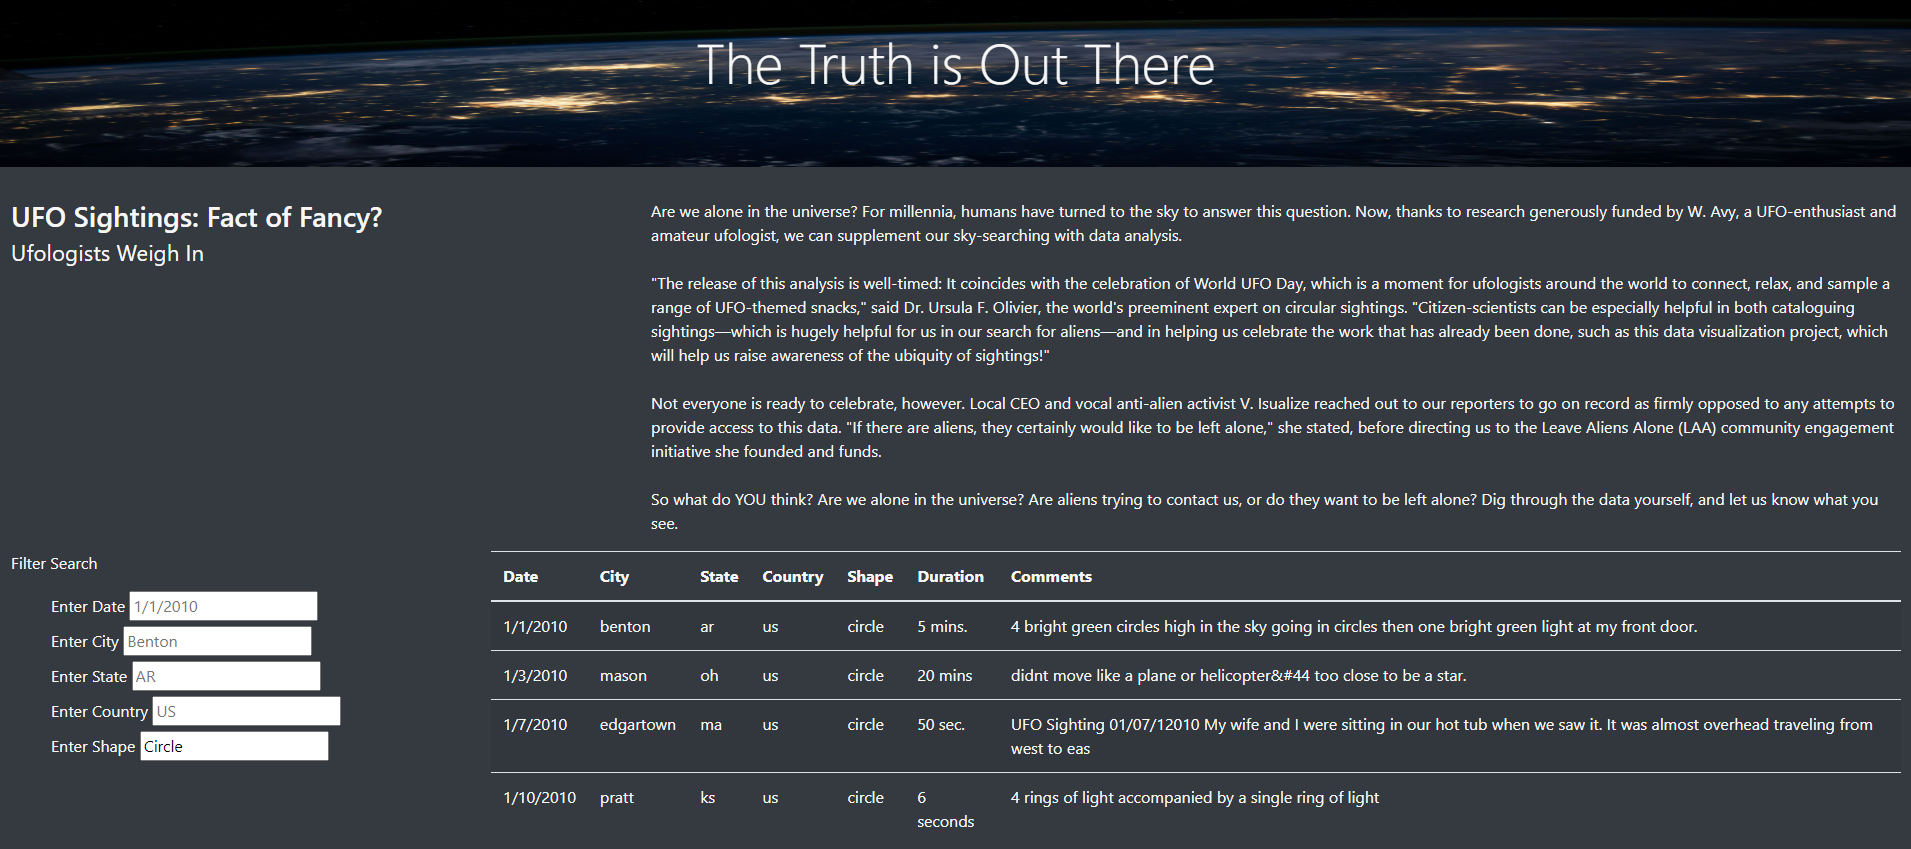 The Truth is Out There
UFO Sightings: Fact of Fancy?
Ufologists Weigh In
Are we alone in the universe? For millennia, humans have turned to the sky to answer this question. Now, thanks to research generously funded by W. Avy, a UFO-enthusiast and
amateur ufologist, we can supplement our sky-searching with data analysis.
"The release of this analysis is well-timed: It coincides with the celebration of World UFO Day, which is a moment for ufologists around the world to connect, relax, and sample a
range of UFO-themed snacks," said Dr. Ursula F. Olivier, the world's preeminent expert on circular sightings. "Citizen-scientists can be especially helpful in both cataloguing
sightings—which is hugely helpful for us in our search for aliens—and in helping us celebrate the work that has already been done, such as this data visualization project, which
will help us raise awareness of the ubiquity of sightings!"
Not everyone is ready to celebrate, however. Local CEO and vocal anti-alien activist V. Isualize reached out to our reporters to go on record as firmly opposed to any attempts to
provide access to this data. "If there are aliens, they certainly would like to be left alone," she stated, before directing us to the Leave Aliens Alone (LAA) community engagement
initiative she founded and funds.
So what do YOU think? Are we alone in the universe? Are aliens trying to contact us, or do they want to be left alone? Dig through the data yourself, and let us know what you
see.
Filter Search
Enter Date 1/1/2010
Enter City Benton
Enter State AR
Enter Country US
Enter Shape Circle
Date City State Country Shape Duration Comments
1/1/2010 benton ar us circle 5 mins. 4 bright green circles high in the sky going in circles then one bright green light at my front door.
1/3/2010 mason oh us circle 20 mins didnt move like a plane or helicopter&#44 too close to be a star.
1/7/2010 edgartown ma us circle 50 sec. UFO Sighting 01/07/12010 My wife and I were sitting in our hot tub when we saw it. It was almost overhead traveling from
west to eas
1/10/2010 pratt ks us circle 6 4 rings of light accompanied by a single ring of light
seconds